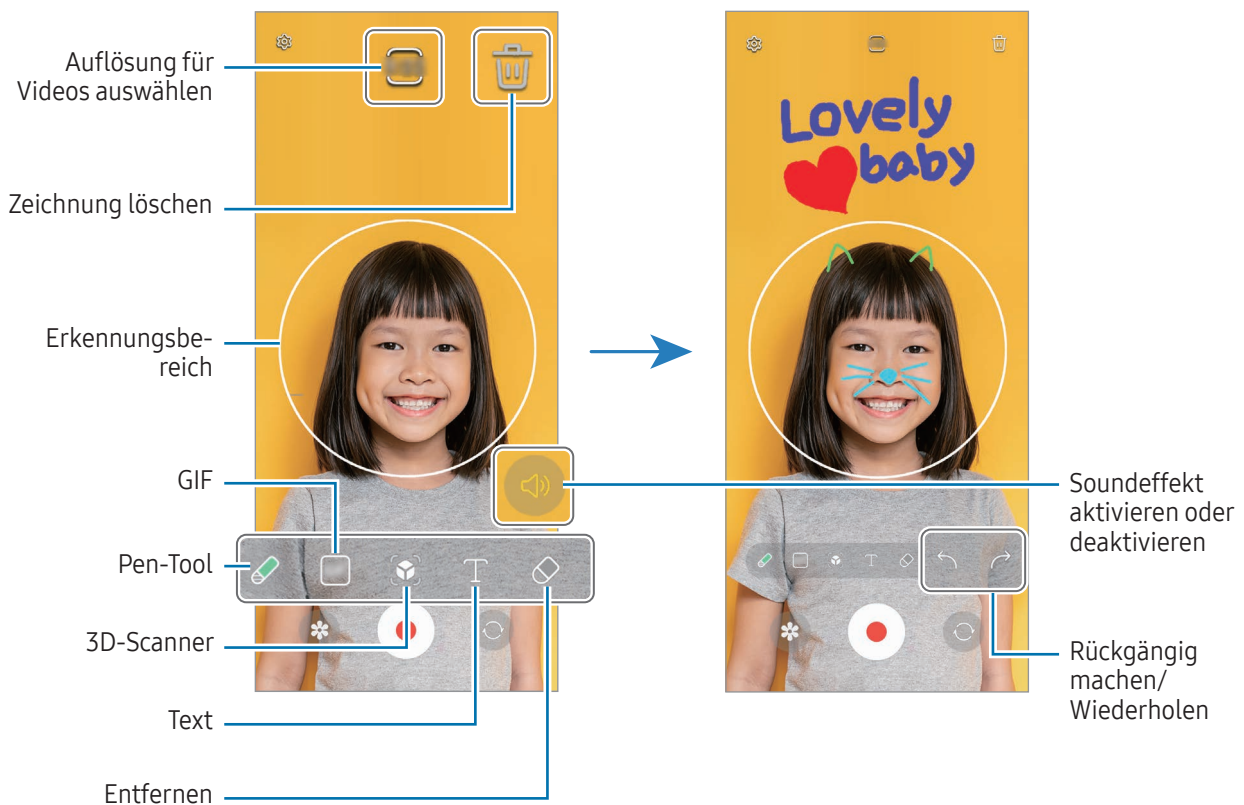 Auflösung für
Videos auswählen
Zeichnung löschen
Erkennungsbe-
reich
GIF
Pen-Tool
3D-Scanner
Text
Entfernen
T
Lovely
baby
T
Soundeffekt
aktivieren oder
deaktivieren
Rückgängig
machen/
Wiederholen